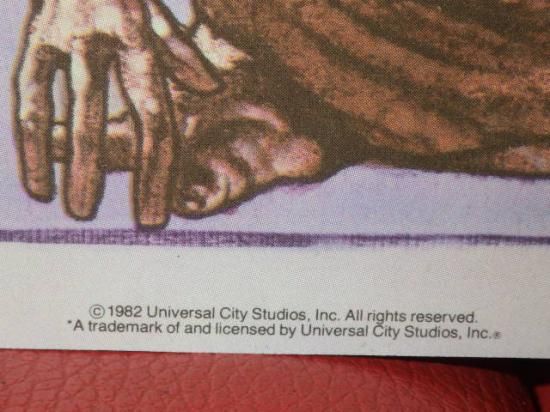 ©1982 Universal City Studios, Inc. All rights reserved.
*A trademark of and licensed by Universal City Studios, Inc.®